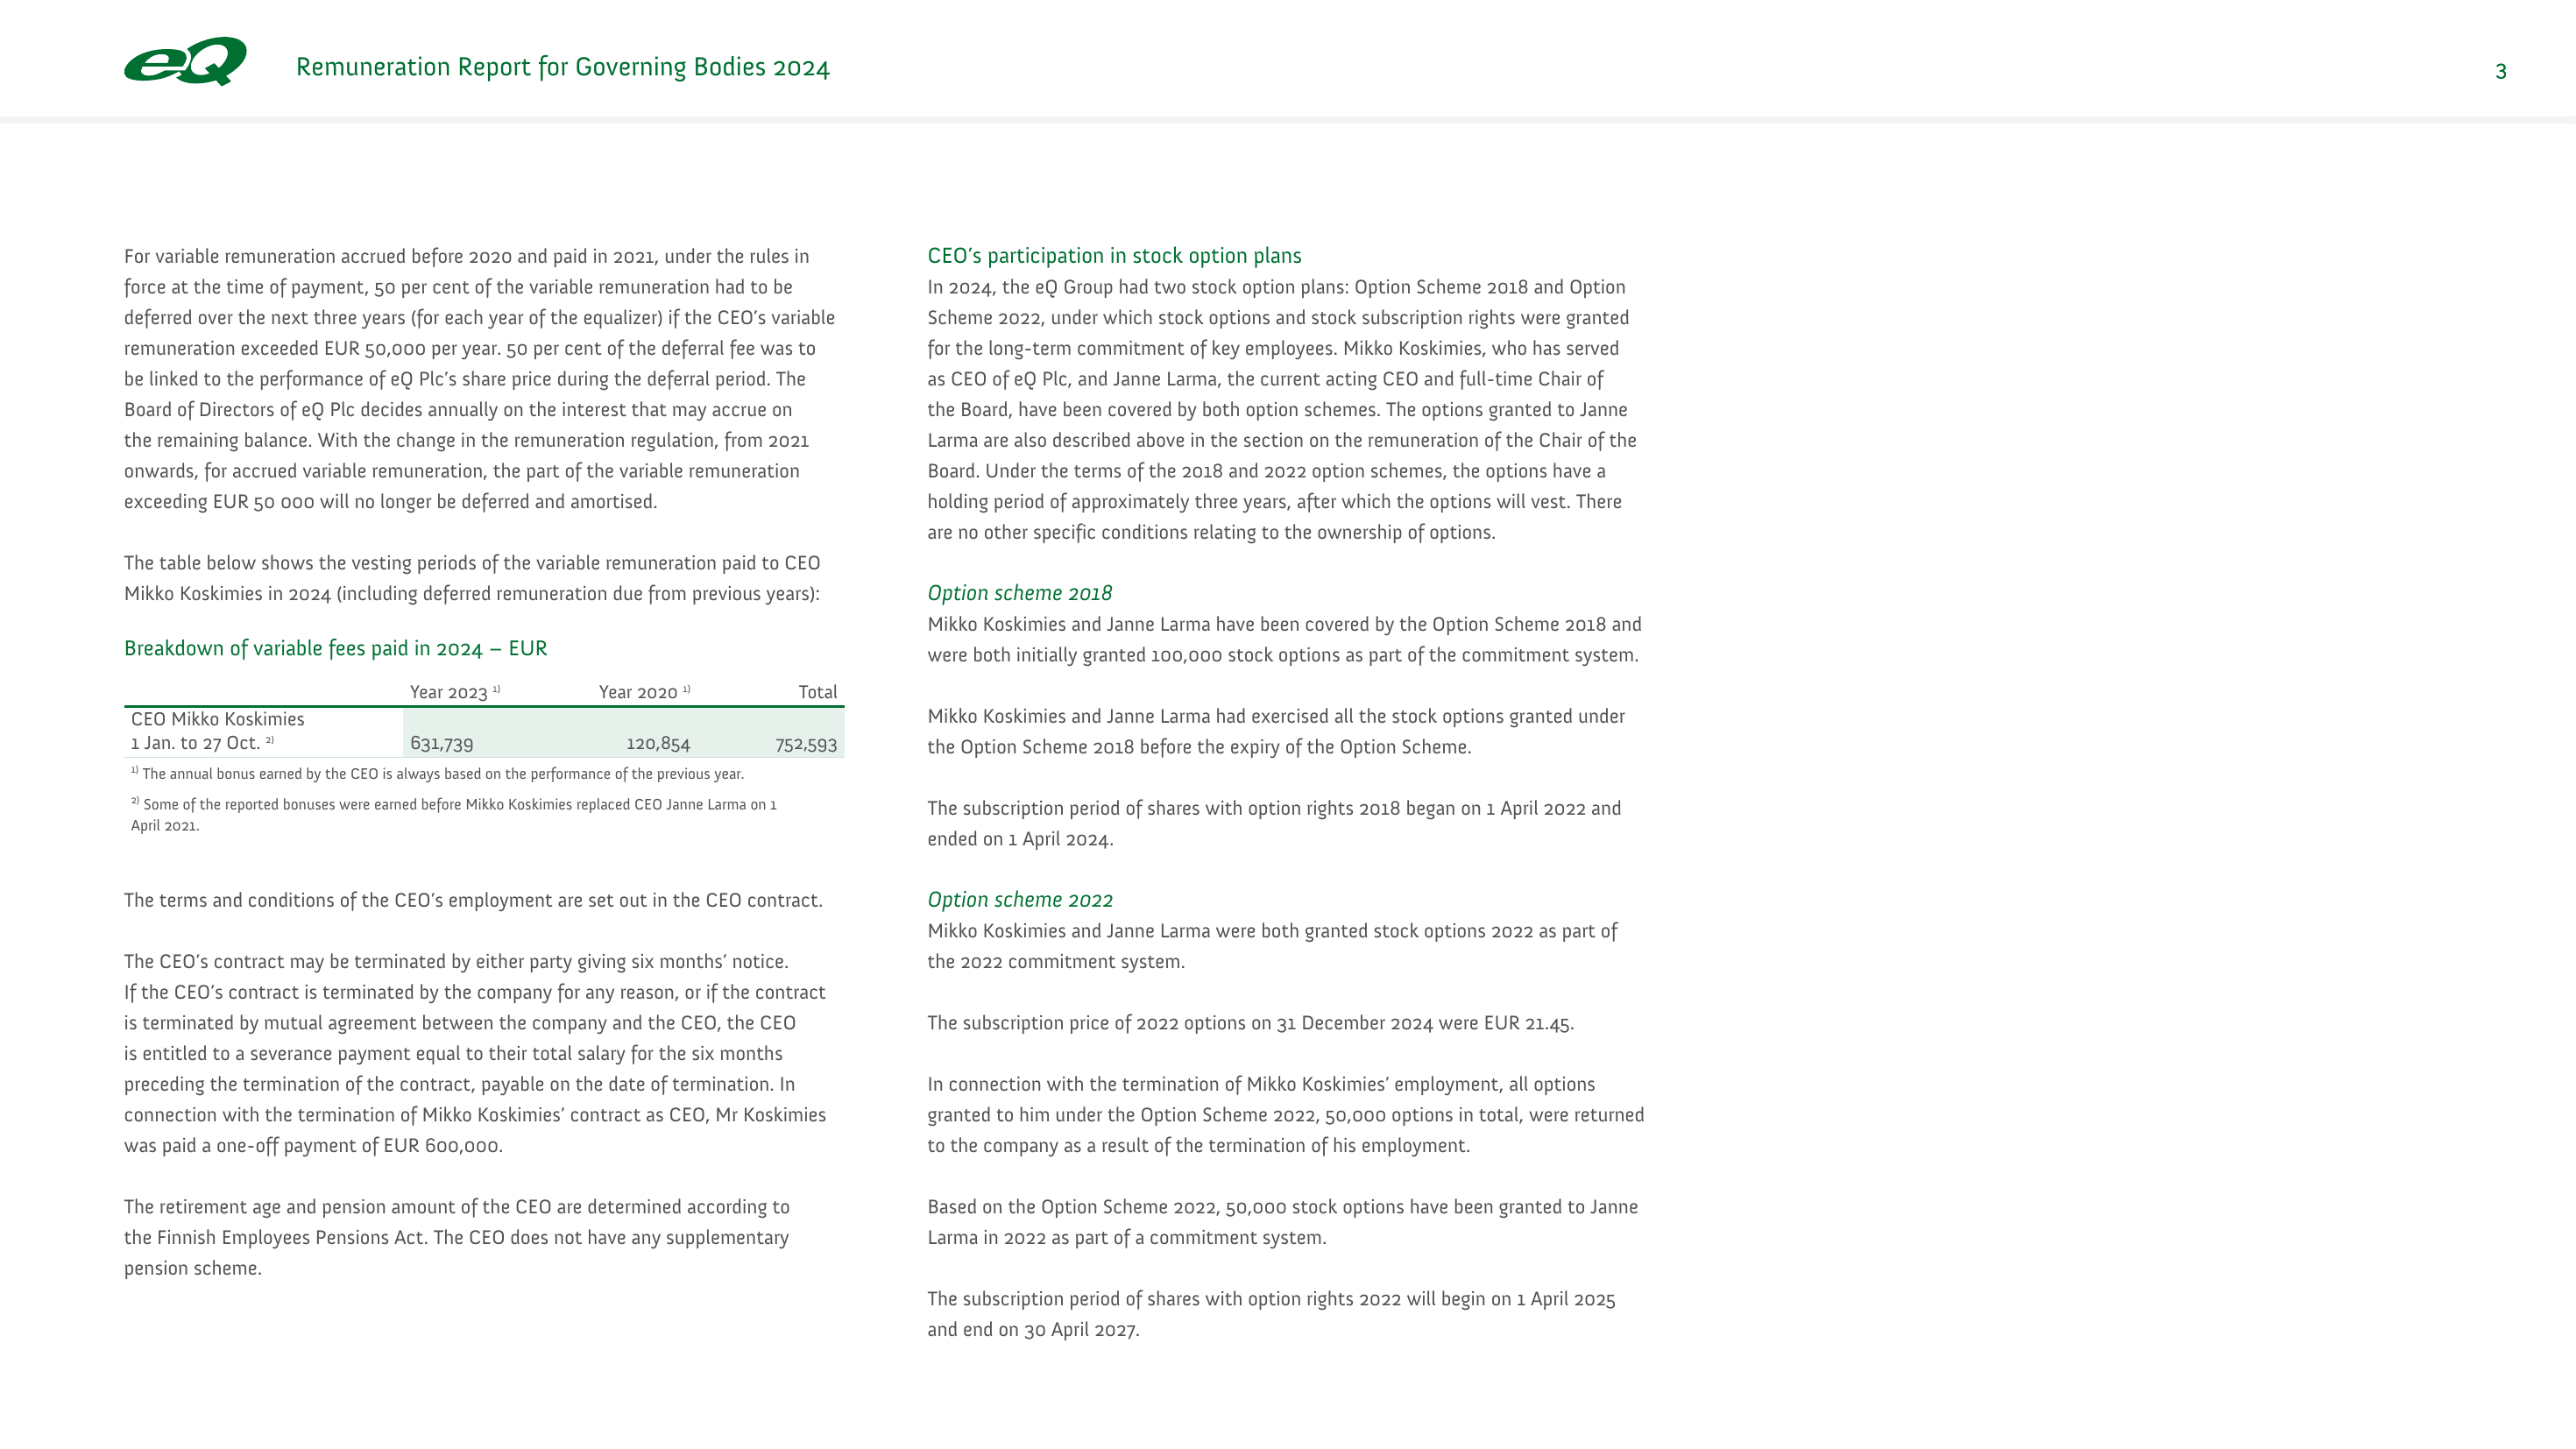 eQ
Remuneration Report for Governing Bodies 2024
3
For variable remuneration accrued before 2020 and paid in 2021, under the rules in
force at the time of payment, 50 per cent of the variable remuneration had to be
deferred over the next three years (for each year of the equalizer) if the CEO’s variable
remuneration exceeded EUR 50,000 per year. 50 per cent of the deferral fee was to
be linked to the performance of eQ Plc’s share price during the deferral period. The
Board of Directors of eQ Plc decides annually on the interest that may accrue on
the remaining balance. With the change in the remuneration regulation, from 2021
onwards, for accrued variable remuneration, the part of the variable remuneration
exceeding EUR 50 000 will no longer be deferred and amortised.
The table below shows the vesting periods of the variable remuneration paid to CEO
Mikko Koskimies in 2024 (including deferred remuneration due from previous years):
Breakdown of variable fees paid in 2024 – EUR
Year 2023 ¹⁾ Year 2020 ¹⁾ Total
CEO Mikko Koskimies
1 Jan. to 27 Oct. ²⁾ 631,739 120,854 752,593
¹⁾ The annual bonus earned by the CEO is always based on the performance of the previous year.
²⁾ Some of the reported bonuses were earned before Mikko Koskimies replaced CEO Janne Larma on 1
April 2021.
The terms and conditions of the CEO’s employment are set out in the CEO contract.
The CEO’s contract may be terminated by either party giving six months’ notice.
If the CEO’s contract is terminated by the company for any reason, or if the contract
is terminated by mutual agreement between the company and the CEO, the CEO
is entitled to a severance payment equal to their total salary for the six months
preceding the termination of the contract, payable on the date of termination. In
connection with the termination of Mikko Koskimies’ contract as CEO, Mr Koskimies
was paid a one-off payment of EUR 600,000.
The retirement age and pension amount of the CEO are determined according to
the Finnish Employees Pensions Act. The CEO does not have any supplementary
pension scheme.
CEO’s participation in stock option plans
In 2024, the eQ Group had two stock option plans: Option Scheme 2018 and Option
Scheme 2022, under which stock options and stock subscription rights were granted
for the long-term commitment of key employees. Mikko Koskimies, who has served
as CEO of eQ Plc, and Janne Larma, the current acting CEO and full-time Chair of
the Board, have been covered by both option schemes. The options granted to Janne
Larma are also described above in the section on the remuneration of the Chair of the
Board. Under the terms of the 2018 and 2022 option schemes, the options have a
holding period of approximately three years, after which the options will vest. There
are no other specific conditions relating to the ownership of options.
Option scheme 2018
Mikko Koskimies and Janne Larma have been covered by the Option Scheme 2018 and
were both initially granted 100,000 stock options as part of the commitment system.
Mikko Koskimies and Janne Larma had exercised all the stock options granted under
the Option Scheme 2018 before the expiry of the Option Scheme.
The subscription period of shares with option rights 2018 began on 1 April 2022 and
ended on 1 April 2024.
Option scheme 2022
Mikko Koskimies and Janne Larma were both granted stock options 2022 as part of
the 2022 commitment system.
The subscription price of 2022 options on 31 December 2024 were EUR 21.45.
In connection with the termination of Mikko Koskimies’ employment, all options
granted to him under the Option Scheme 2022, 50,000 options in total, were returned
to the company as a result of the termination of his employment.
Based on the Option Scheme 2022, 50,000 stock options have been granted to Janne
Larma in 2022 as part of a commitment system.
The subscription period of shares with option rights 2022 will begin on 1 April 2025
and end on 30 April 2027.